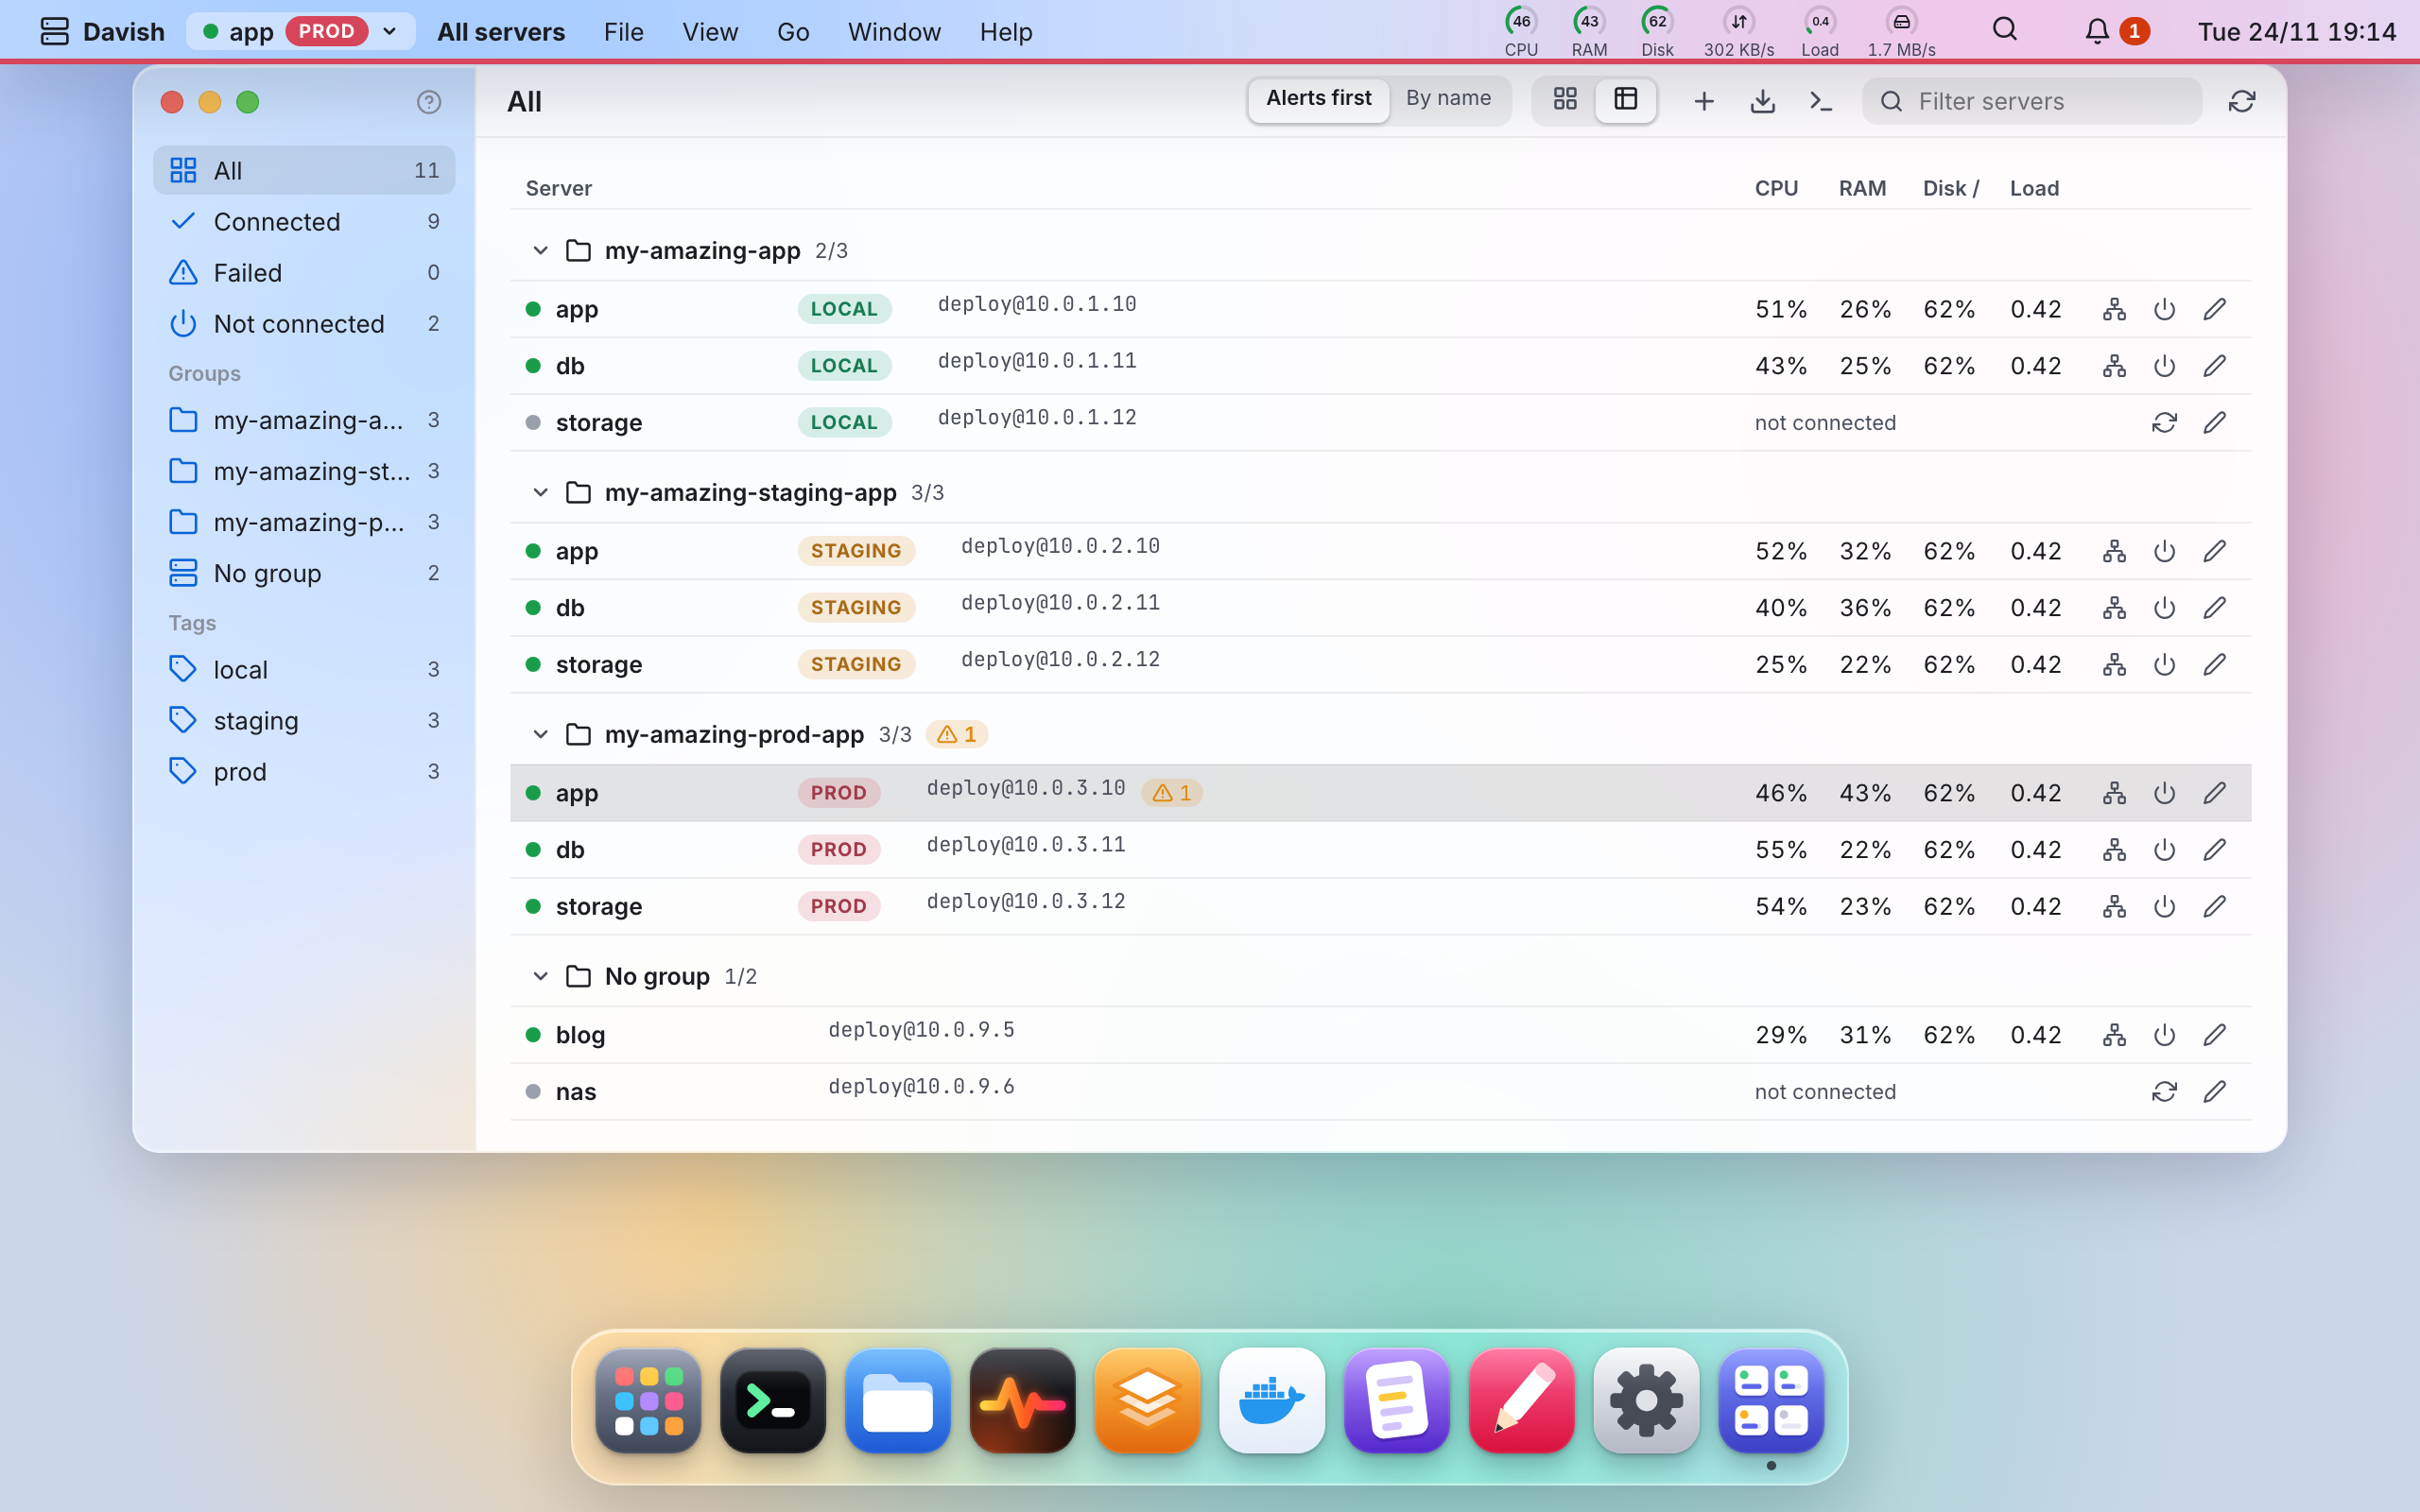 Davish app PROD All servers File View Go Window Help 46 CPU 43 RAM 62 Disk 302 KB/s 0.4 Load 1.7 MB/s 1 Tue 24/11 19:14
All Alerts first By name Filter servers
All 11
Connected 9
Failed 0
Not connected 2
Groups
my-amazing-a... 3
my-amazing-st... 3
my-amazing-p... 3
No group 2
Tags
local 3
staging 3
prod 3
Server CPU RAM Disk / Load
my-amazing-app 2/3
app LOCAL deploy@10.0.1.10 51% 26% 62% 0.42
db LOCAL deploy@10.0.1.11 43% 25% 62% 0.42
storage LOCAL deploy@10.0.1.12 not connected
my-amazing-staging-app 3/3
app STAGING deploy@10.0.2.10 52% 32% 62% 0.42
db STAGING deploy@10.0.2.11 40% 36% 62% 0.42
storage STAGING deploy@10.0.2.12 25% 22% 62% 0.42
my-amazing-prod-app 3/3 1
app PROD deploy@10.0.3.10 1 46% 43% 62% 0.42
db PROD deploy@10.0.3.11 55% 22% 62% 0.42
storage PROD deploy@10.0.3.12 54% 23% 62% 0.42
No group 1/2
blog deploy@10.0.9.5 29% 31% 62% 0.42
nas deploy@10.0.9.6 not connected